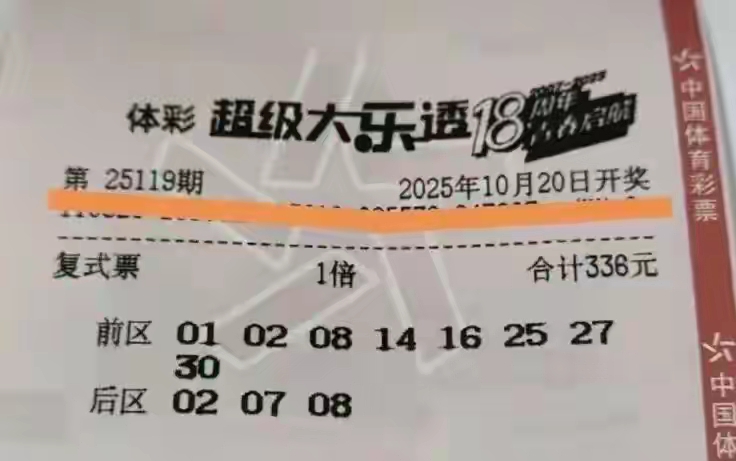 体彩 超级大乐透 18周年 青春启航
2007-2025
第 25119期 2025年10月20日开奖
复式票 1倍 合计336元
前区 01 02 08 14 16 25 27
30
后区 02 07 08
中国体育彩票
中国体